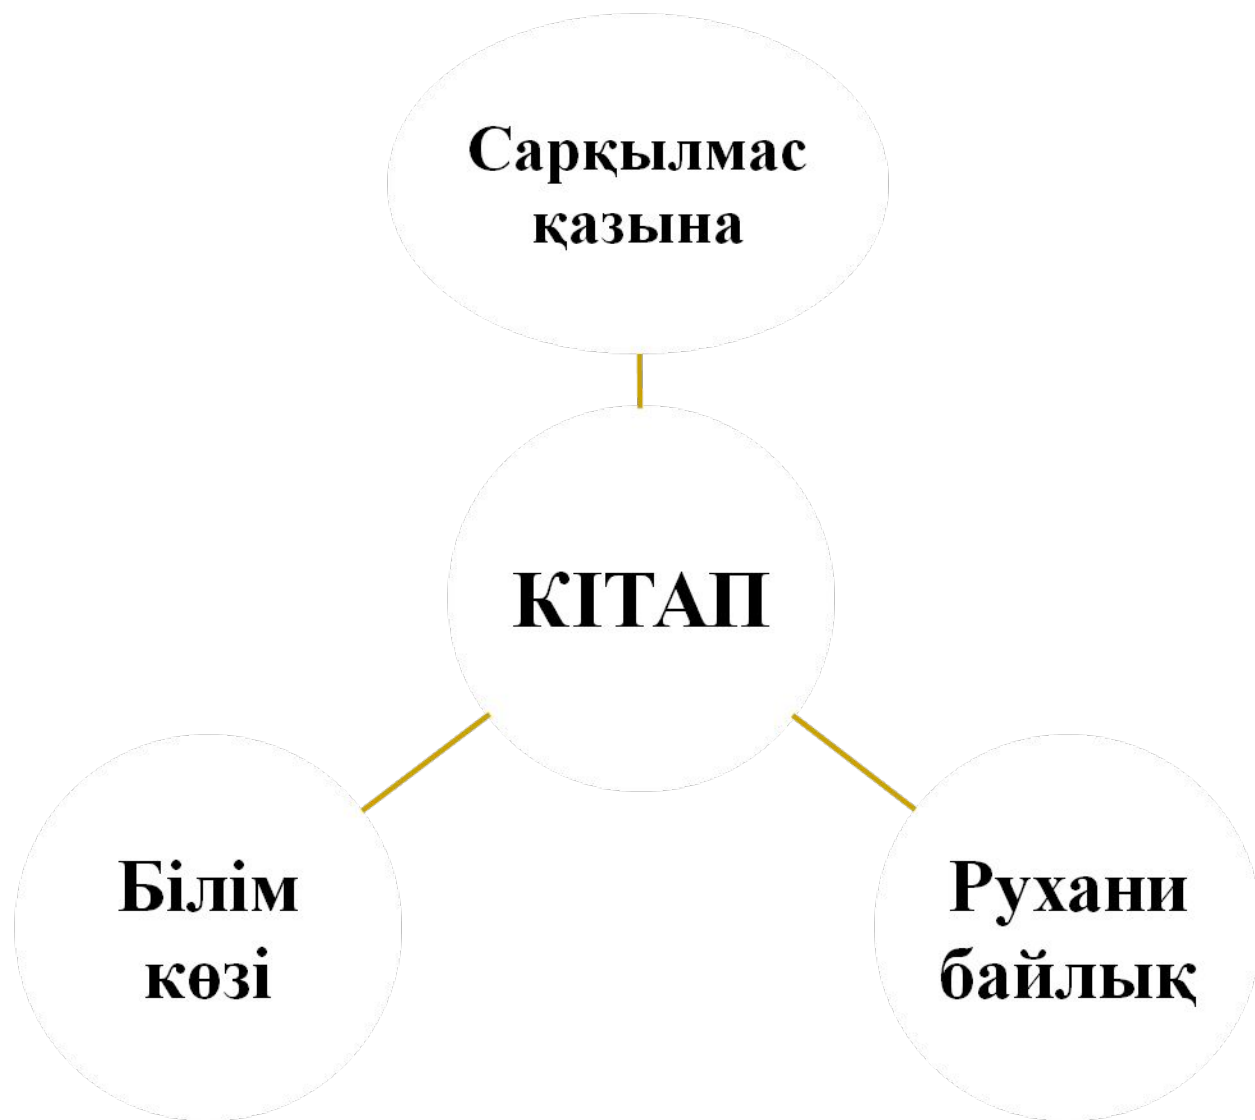 Сарқылмас
қазына
КІТАП
Білім
көзі
Рухани
байлық